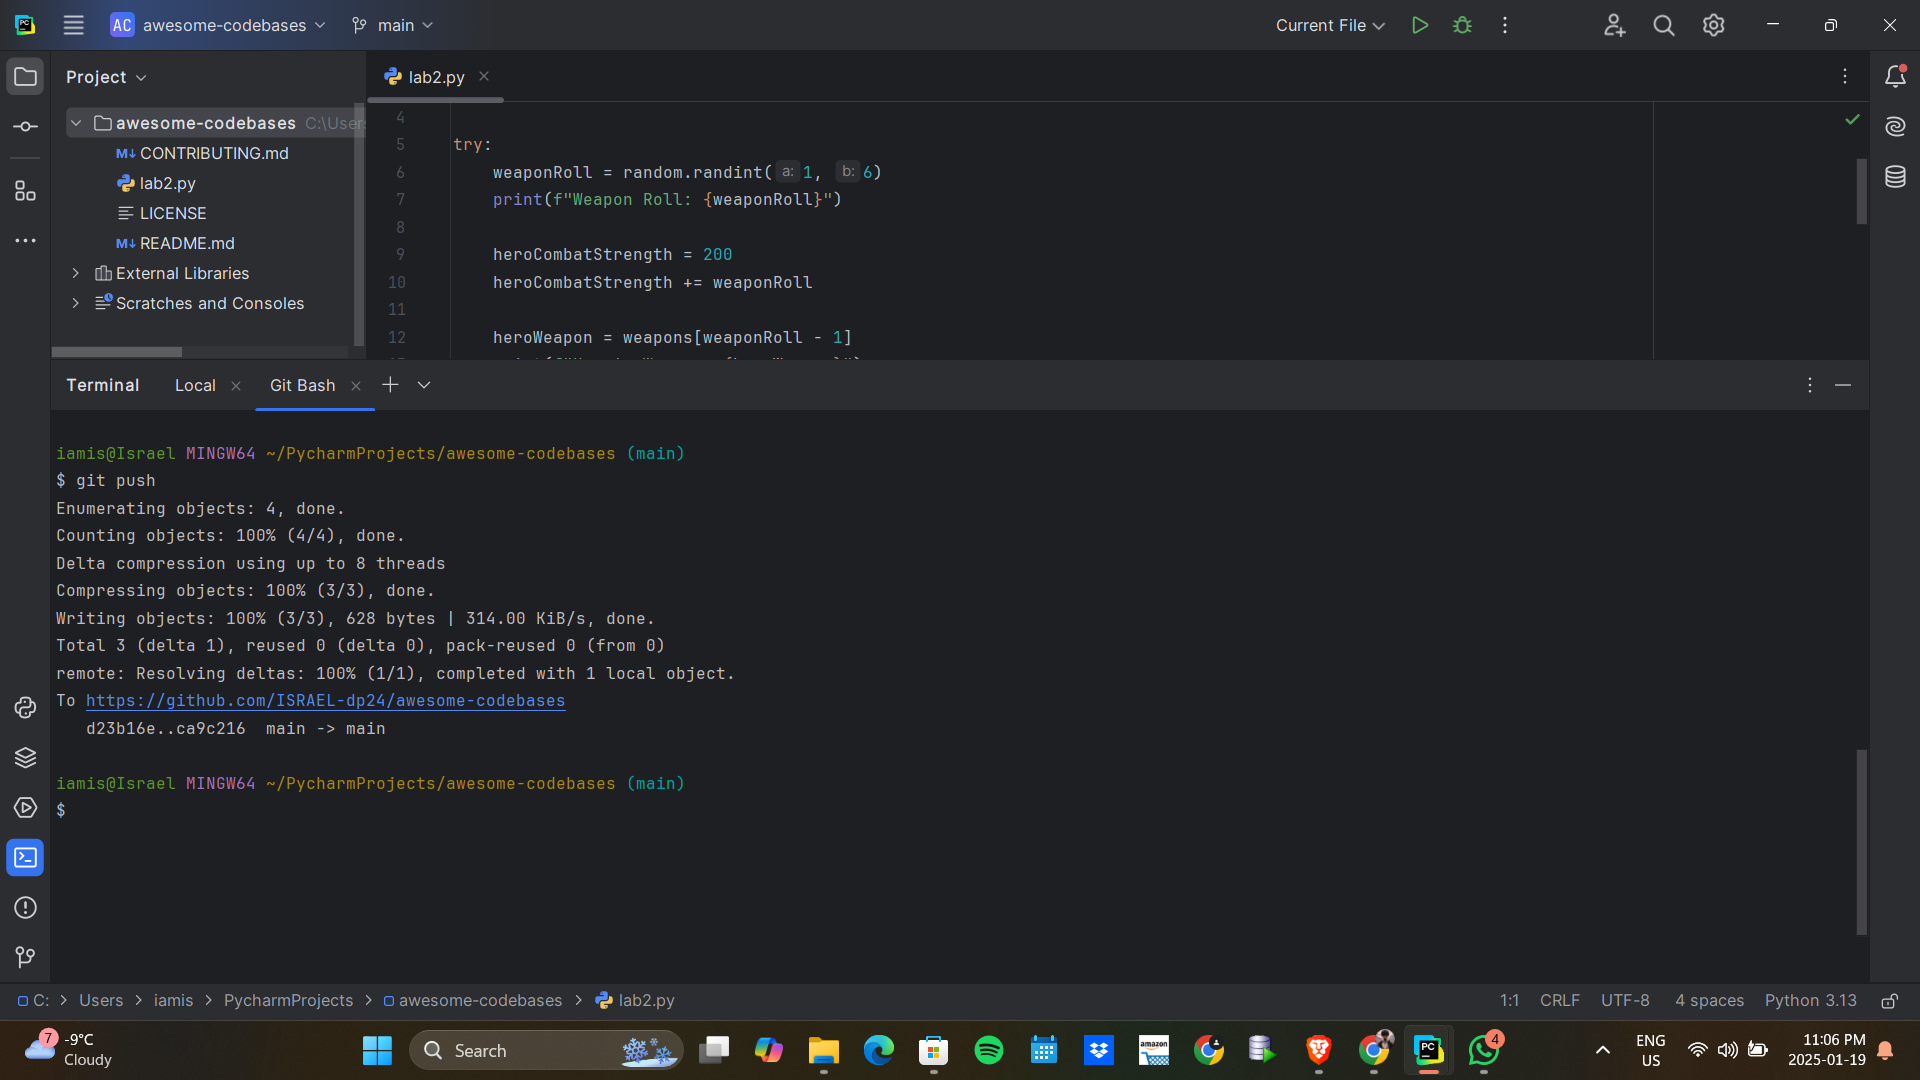 AC awesome-codebases main Current File
Project
lab2.py
awesome-codebases C:\Users
CONTRIBUTING.md
lab2.py
LICENSE
README.md
External Libraries
Scratches and Consoles
4
5 try:
6 weaponRoll = random.randint( a: 1, b: 6)
7 print(f"Weapon Roll: {weaponRoll}")
8
9 heroCombatStrength = 200
10 heroCombatStrength += weaponRoll
11
12 heroWeapon = weapons[weaponRoll - 1]
Terminal Local Git Bash
iamis@Israel MINGW64 ~/PycharmProjects/awesome-codebases (main)
$ git push
Enumerating objects: 4, done.
Counting objects: 100% (4/4), done.
Delta compression using up to 8 threads
Compressing objects: 100% (3/3), done.
Writing objects: 100% (3/3), 628 bytes | 314.00 KiB/s, done.
Total 3 (delta 1), reused 0 (delta 0), pack-reused 0 (from 0)
remote: Resolving deltas: 100% (1/1), completed with 1 local object.
To https://github.com/ISRAEL-dp24/awesome-codebases
d23b16e..ca9c216 main -> main
iamis@Israel MINGW64 ~/PycharmProjects/awesome-codebases (main)
$
C: > Users > iamis > PycharmProjects > awesome-codebases > lab2.py 1:1 CRLF UTF-8 4 spaces Python 3.13
7 -9°C
Cloudy
Search
amazon
PC
4
ENG
US
11:06 PM
2025-01-19